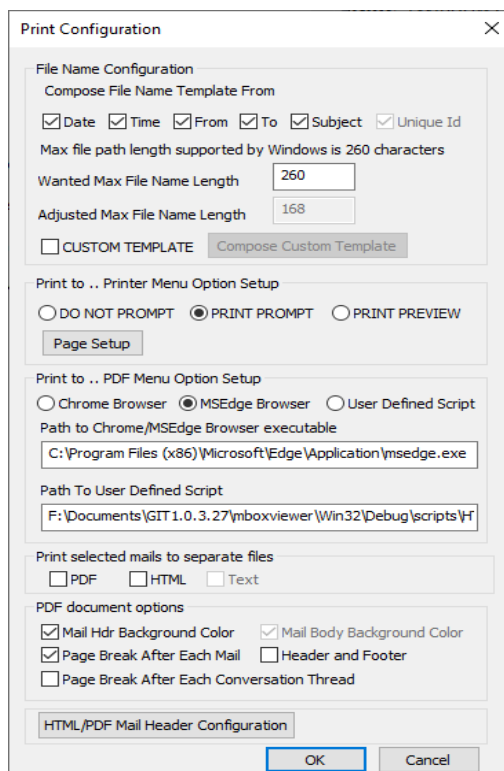 Print Configuration
File Name Configuration
Compose File Name Template From
Date Time From To Subject Unique Id
Max file path length supported by Windows is 260 characters
Wanted Max File Name Length 260
Adjusted Max File Name Length 168
CUSTOM TEMPLATE Compose Custom Template
Print to .. Printer Menu Option Setup
DO NOT PROMPT PRINT PROMPT PRINT PREVIEW
Page Setup
Print to .. PDF Menu Option Setup
Chrome Browser MSEdge Browser User Defined Script
Path to Chrome/MSEdge Browser executable
C:\Program Files (x86)\Microsoft\Edge\Application\msedge.exe
Path To User Defined Script
F:\Documents\GIT1.0.3.27\mboxviewer\Win32\Debug\scripts\
Print selected mails to separate files
PDF HTML Text
PDF document options
Mail Hdr Background Color Mail Body Background Color
Page Break After Each Mail Header and Footer
Page Break After Each Conversation Thread
HTML/PDF Mail Header Configuration
OK Cancel